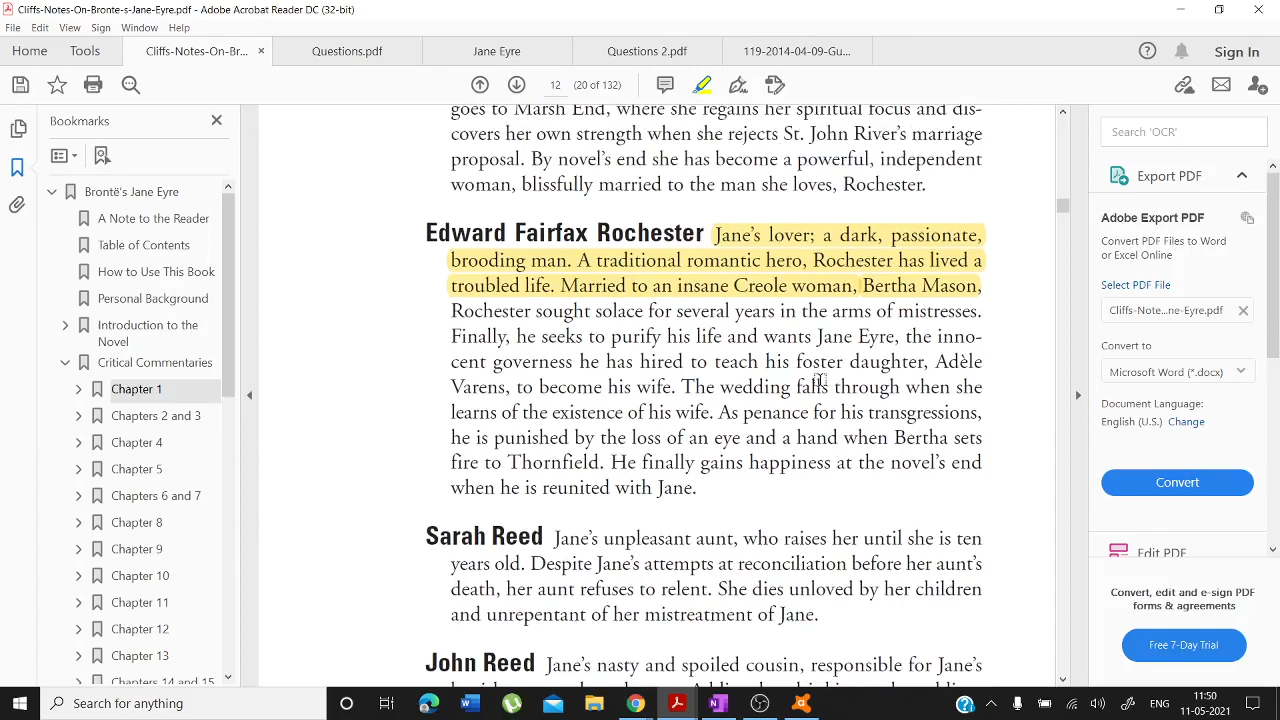 Cliffs-Notes-On-Bronte-s-Jane-Eyre.pdf - Adobe Acrobat Reader DC (32-bit)
File Edit View Sign Window Help
Home Tools Cliffs-Notes-On-Br... × Questions.pdf Jane Eyre Questions 2.pdf 119-2014-04-09-Gu... Sign In
12 (20 of 132)
Bookmarks
Brontë's Jane Eyre
A Note to the Reader
Table of Contents
How to Use This Book
Personal Background
Introduction to the
Novel
Critical Commentaries
Chapter 1
Chapters 2 and 3
Chapter 4
Chapter 5
Chapters 6 and 7
Chapter 8
Chapter 9
Chapter 10
Chapter 11
Chapter 12
Chapter 13
Chapters 14 and 15
goes to Marsh End, where she regains her spiritual focus and dis-
covers her own strength when she rejects St. John River's marriage
proposal. By novel's end she has become a powerful, independent
woman, blissfully married to the man she loves, Rochester.
Edward Fairfax Rochester Jane's lover; a dark, passionate,
brooding man. A traditional romantic hero, Rochester has lived a
troubled life. Married to an insane Creole woman, Bertha Mason,
Rochester sought solace for several years in the arms of mistresses.
Finally, he seeks to purify his life and wants Jane Eyre, the inno-
cent governess he has hired to teach his foster daughter, Adèle
Varens, to become his wife. The wedding falls through when she
learns of the existence of his wife. As penance for his transgressions,
he is punished by the loss of an eye and a hand when Bertha sets
fire to Thornfield. He finally gains happiness at the novel's end
when he is reunited with Jane.
Sarah Reed Jane's unpleasant aunt, who raises her until she is ten
years old. Despite Jane's attempts at reconciliation before her aunt's
death, her aunt refuses to relent. She dies unloved by her children
and unrepentant of her mistreatment of Jane.
John Reed Jane's nasty and spoiled cousin, responsible for Jane's
Search 'OCR'
Export PDF
Adobe Export PDF
Convert PDF Files to Word
or Excel Online
Select PDF File
Cliffs-Note...ne-Eyre.pdf
Convert to
Microsoft Word (*.docx)
Document Language:
English (U.S.) Change
Convert
Edit PDF
Convert, edit and e-sign PDF
forms & agreements
Free 7-Day Trial
Type here to search
ENG
11:50
11-05-2021